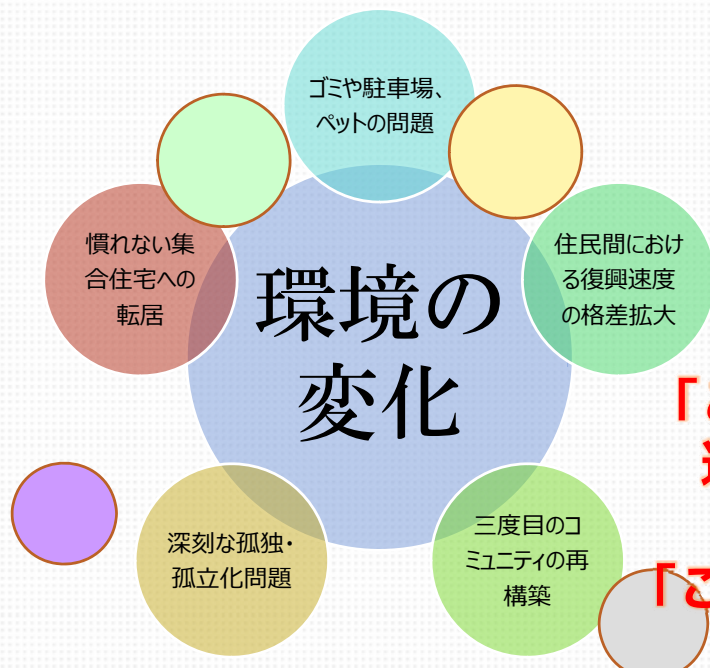 ゴミや駐車場、
ペットの問題
慣れない集
合住宅への
転居
住民間におけ
る復興速度
の格差拡大
環境の
変化
深刻な孤独・
孤立化問題
三度目のコ
ミュニティの再
構築
「こ